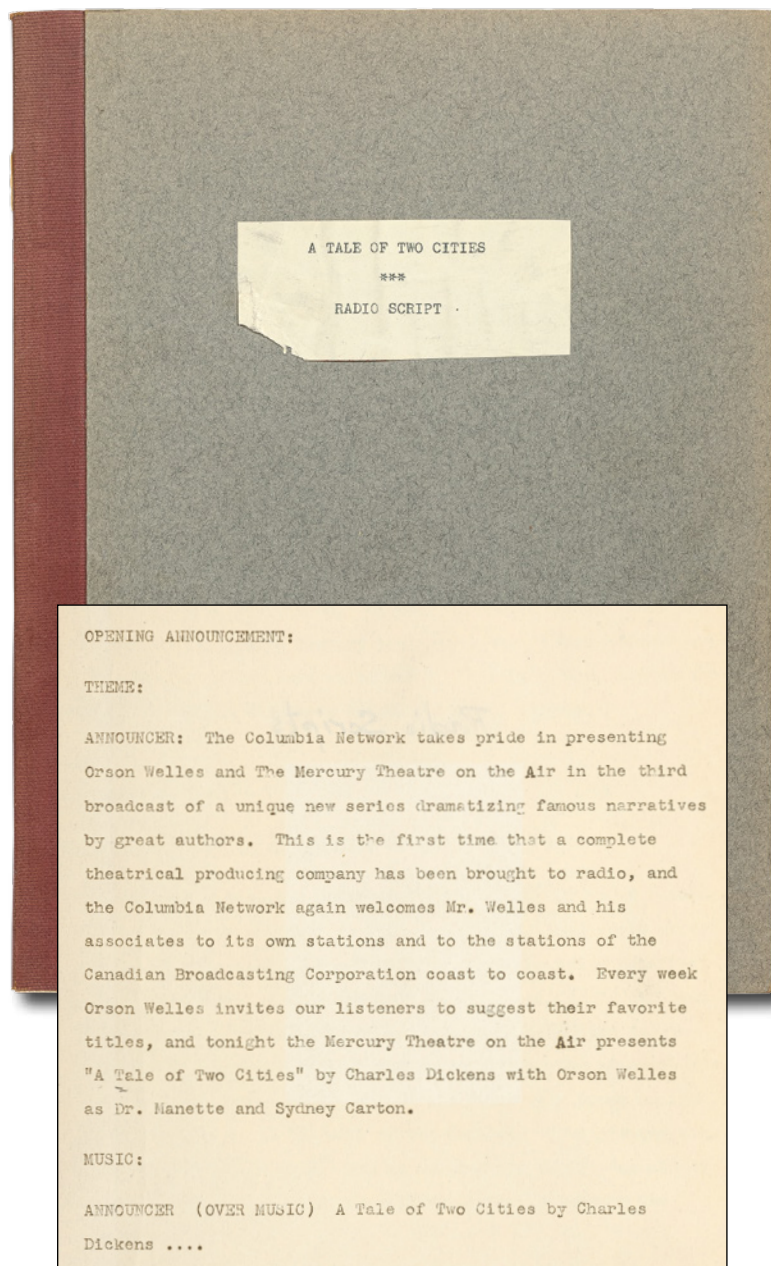 A TALE OF TWO CITIES
***
RADIO SCRIPT
OPENING ANNOUNCEMENT:
THEME:
ANNOUNCER: The Columbia Network takes pride in presenting
Orson Welles and The Mercury Theatre on the Air in the third
broadcast of a unique new series dramatizing famous narratives
by great authors. This is the first time that a complete
theatrical producing company has been brought to radio, and
the Columbia Network again welcomes Mr. Welles and his
associates to its own stations and to the stations of the
Canadian Broadcasting Corporation coast to coast. Every week
Orson Welles invites our listeners to suggest their favorite
titles, and tonight the Mercury Theatre on the Air presents
"A Tale of Two Cities" by Charles Dickens with Orson Welles
as Dr. Manette and Sydney Carton.
MUSIC:
ANNOUNCER (OVER MUSIC) A Tale of Two Cities by Charles
Dickens ....